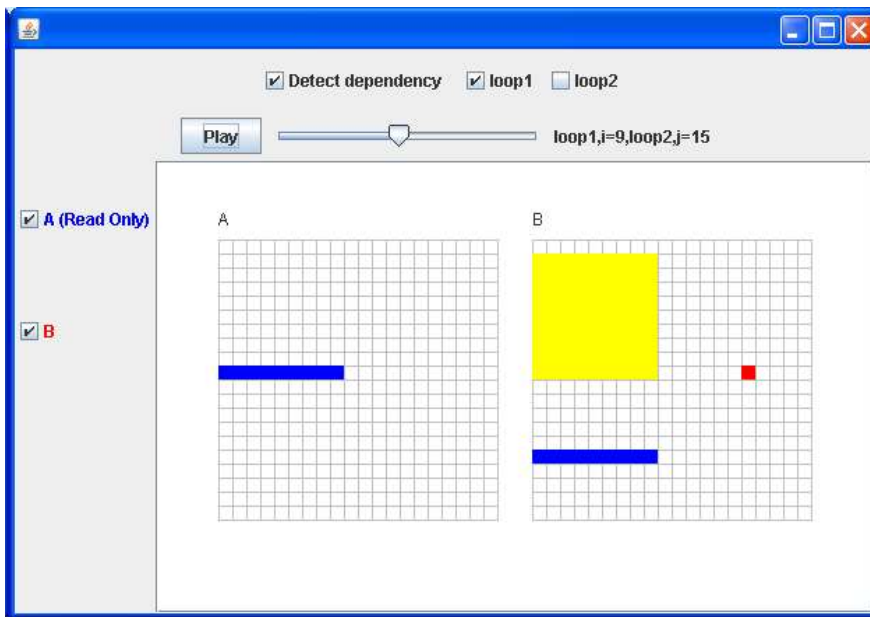 Detect dependency loop1 loop2
Play loop1,i=9,loop2,j=15
A (Read Only) A B
B